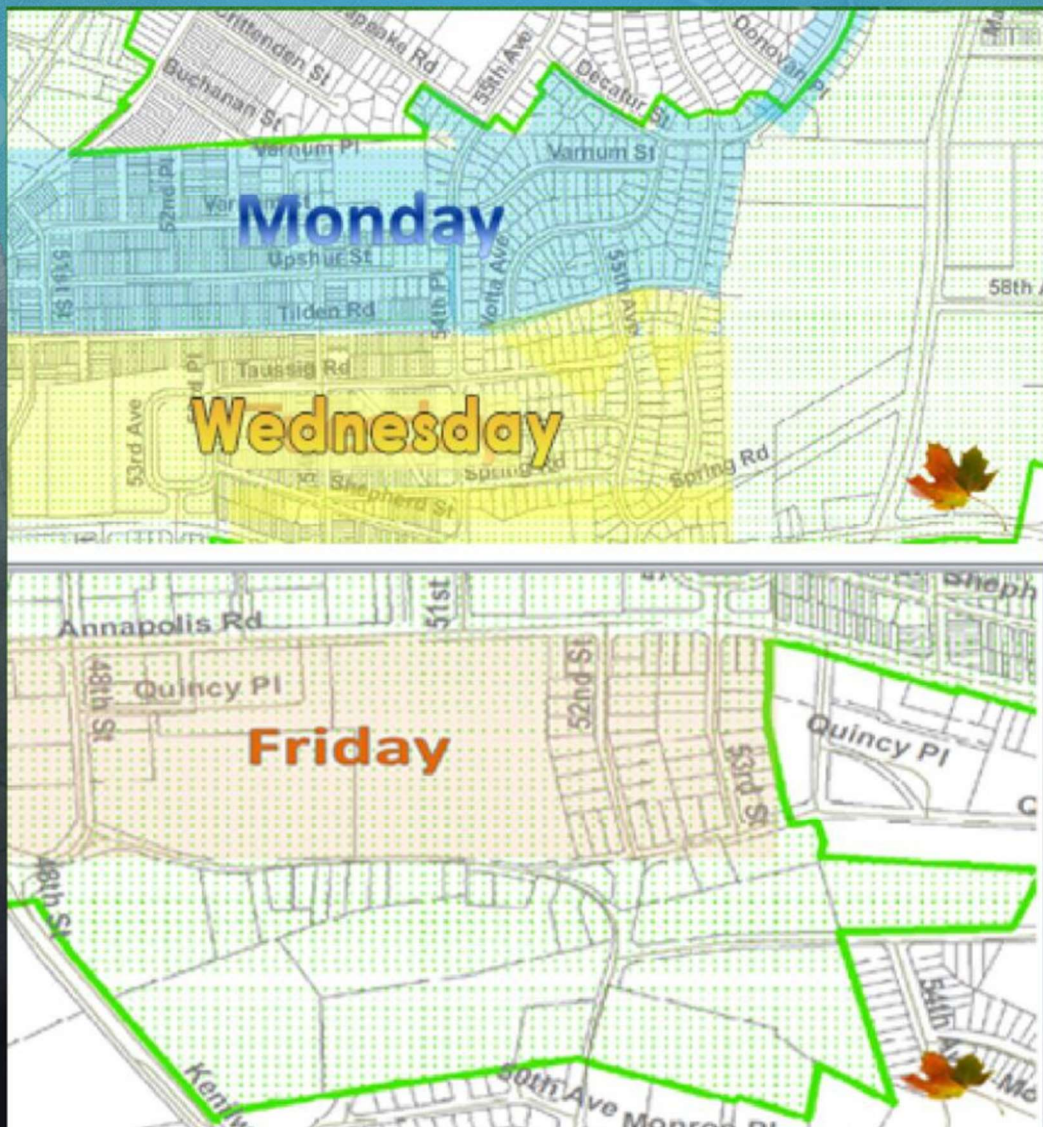 Crittenden St
Buchanan St
55th Ave
Decatur St
Donovan Pl
Varnum Pl
Varnum St
52nd Pl
Monday
Upshur St
51st St
Tilden Rd
54th Pl
Volta Ave
55th Ave
58th
Taussig Rd
53rd Ave
Wednesday
Shepherd St
Spring Rd
Spring Rd
Annapolis Rd
51st
Sheph
48th St
Quincy Pl
52nd St
Friday
53rd St
Quincy Pl
48th St
54th
Kenilw
50th Ave
Monroe Pl
Mo